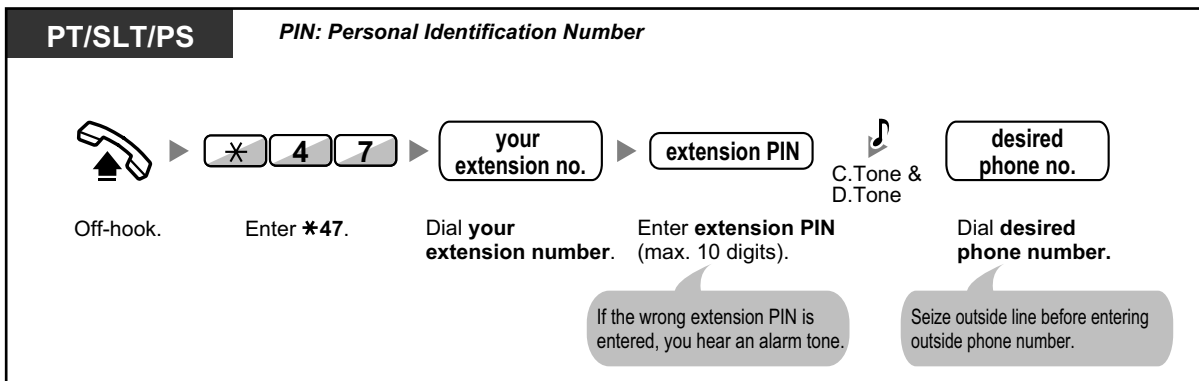 PT/SLT/PS
PIN: Personal Identification Number
* 4 7
your
extension no.
extension PIN
C.Tone &
D.Tone
desired
phone no.
Off-hook.
Enter *47.
Dial your
extension number.
Enter extension PIN
(max. 10 digits).
Dial desired
phone number.
If the wrong extension PIN is
entered, you hear an alarm tone.
Seize outside line before entering
outside phone number.